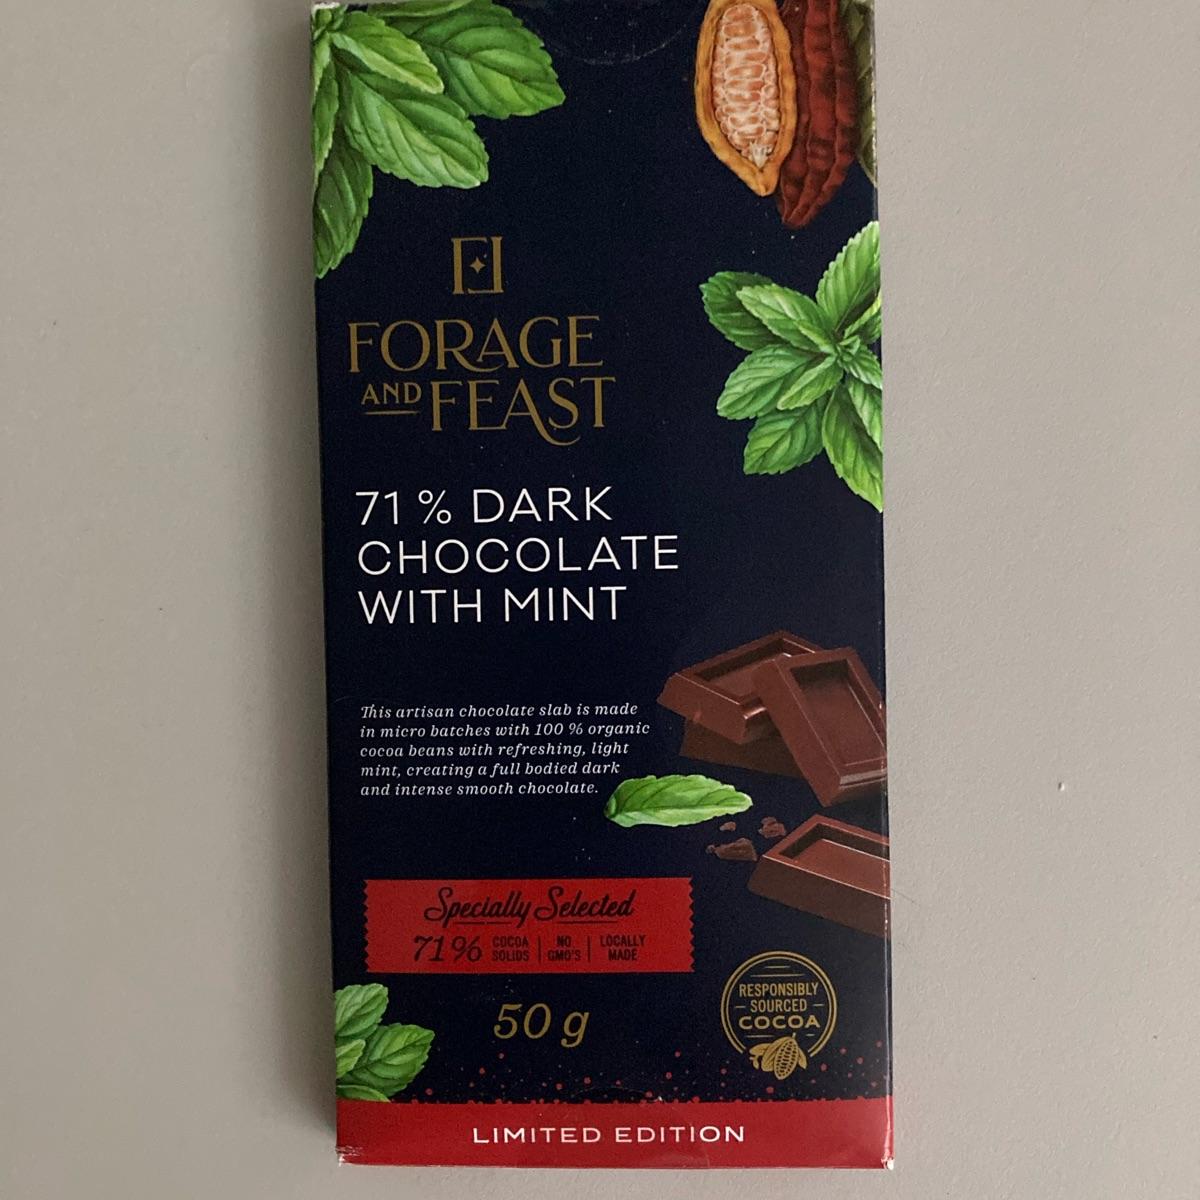 FORAGE
AND FEAST
71 % DARK
CHOCOLATE
WITH MINT
This artisan chocolate slab is made
in micro batches with 100 % organic
cocoa beans with refreshing, light
mint, creating a full bodied dark
and intense smooth chocolate.
Specially Selected
71% COCOA SOLIDS | NO GMO'S | LOCALLY MADE
50 g
RESPONSIBLY
SOURCED
COCOA
LIMITED EDITION